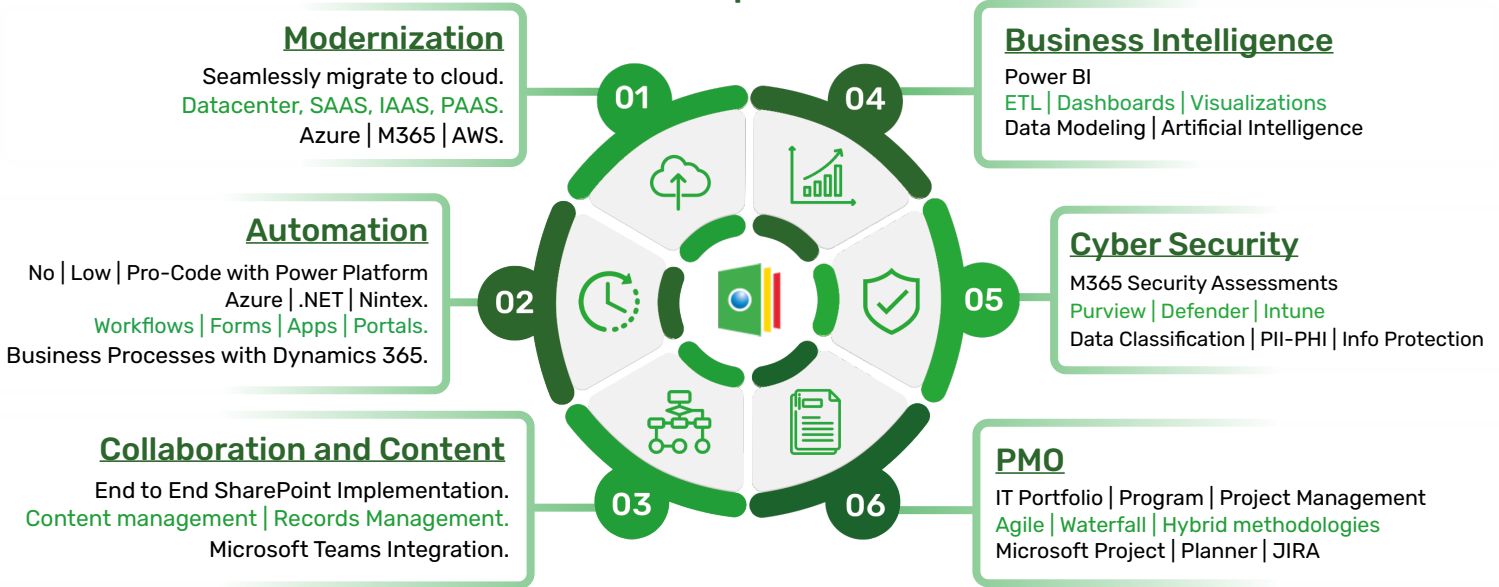 Modernization
Seamlessly migrate to cloud.
Datacenter, SAAS, IAAS, PAAS.
Azure | M365 | AWS.
01
Automation
No | Low | Pro-Code with Power Platform
Azure | .NET | Nintex.
Workflows | Forms | Apps | Portals.
Business Processes with Dynamics 365.
02
Collaboration and Content
End to End SharePoint Implementation.
Content management | Records Management.
Microsoft Teams Integration.
03
04
Business Intelligence
Power BI
ETL | Dashboards | Visualizations
Data Modeling | Artificial Intelligence
05
Cyber Security
M365 Security Assessments
Purview | Defender | Intune
Data Classification | PII-PHI | Info Protection
06
PMO
IT Portfolio | Program | Project Management
Agile | Waterfall | Hybrid methodologies
Microsoft Project | Planner | JIRA